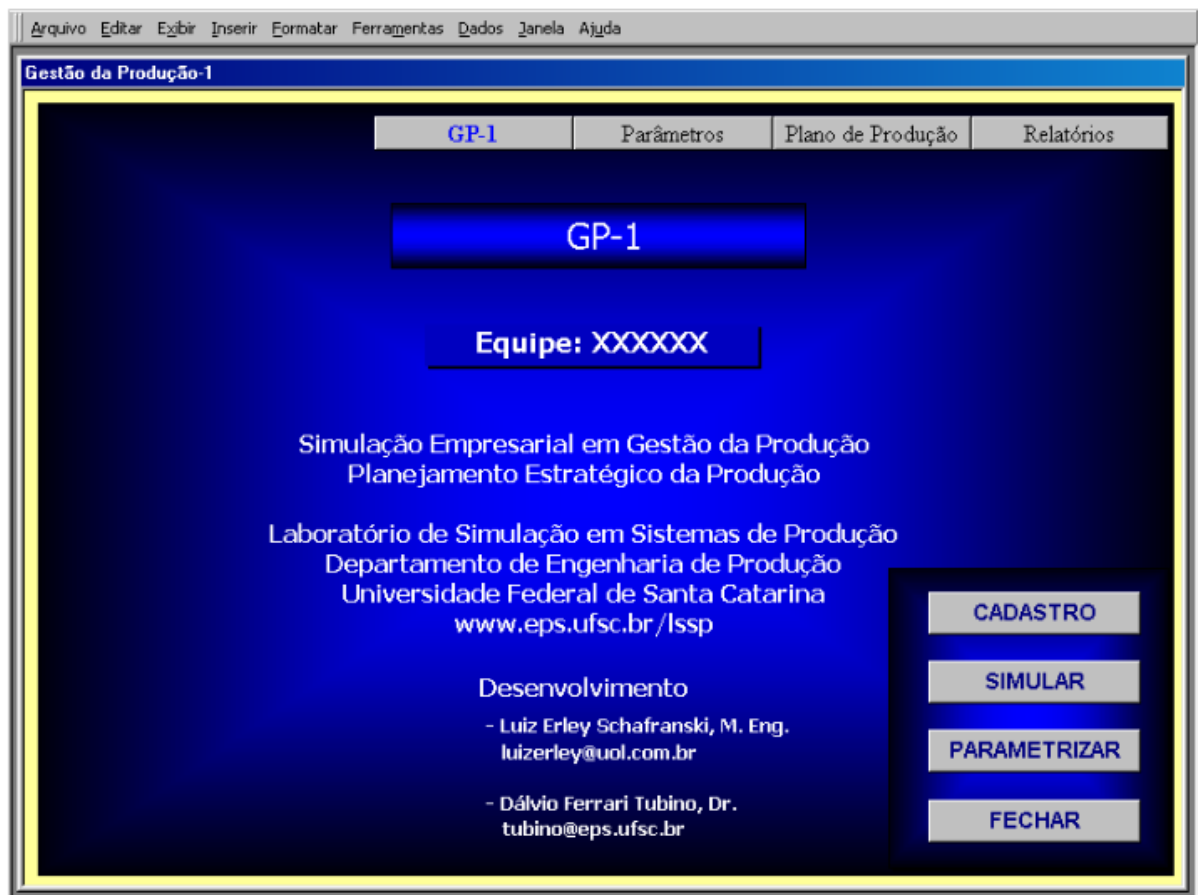 Arquivo Editar Exibir Inserir Formatar Ferramentas Dados Janela Ajuda
Gestão da Produção-1
GP-1 Parâmetros Plano de Produção Relatórios
GP-1
Equipe: XXXXXX
Simulação Empresarial em Gestão da Produção
Planejamento Estratégico da Produção
Laboratório de Simulação em Sistemas de Produção
Departamento de Engenharia de Produção
Universidade Federal de Santa Catarina
www.eps.ufsc.br/lssp
Desenvolvimento
- Luiz Erley Schafranski, M. Eng.
luizerley@uol.com.br
- Dálvio Ferrari Tubino, Dr.
tubino@eps.ufsc.br
CADASTRO
SIMULAR
PARAMETRIZAR
FECHAR